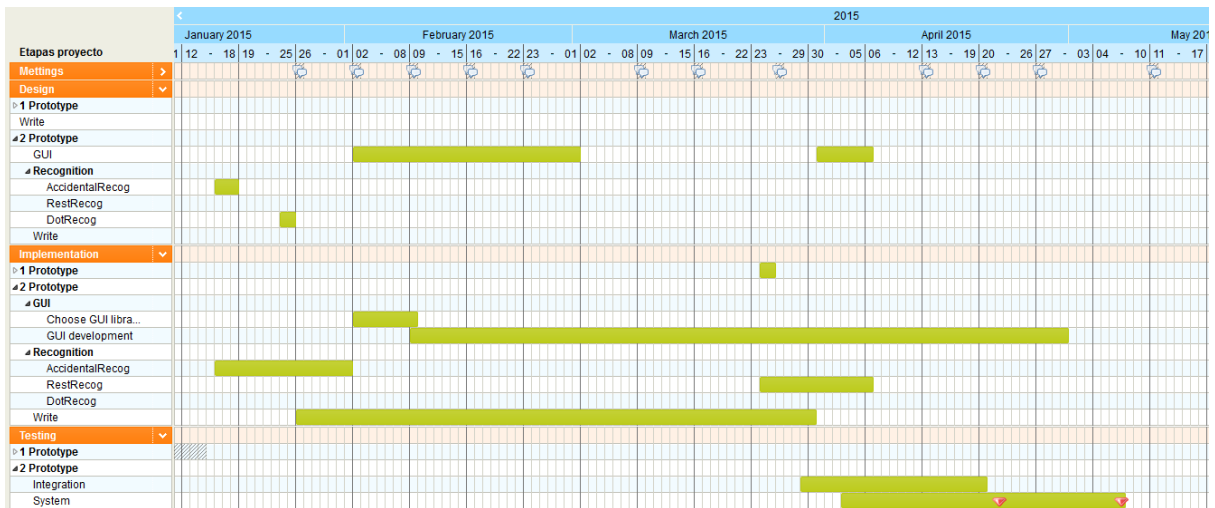 2015
January 2015 February 2015 March 2015 April 2015 May 201
Etapas proyecto 1 12 - 18 19 - 25 26 - 01 02 - 08 09 - 15 16 - 22 23 - 01 02 - 08 09 - 15 16 - 22 23 - 29 30 - 05 06 - 12 13 - 19 20 - 26 27 - 03 04 - 10 11 - 17
Mettings
Design
1 Prototype
Write
2 Prototype
GUI
Recognition
AccidentalRecog
RestRecog
DotRecog
Write
Implementation
1 Prototype
2 Prototype
GUI
Choose GUI libra...
GUI development
Recognition
AccidentalRecog
RestRecog
DotRecog
Write
Testing
1 Prototype
2 Prototype
Integration
System